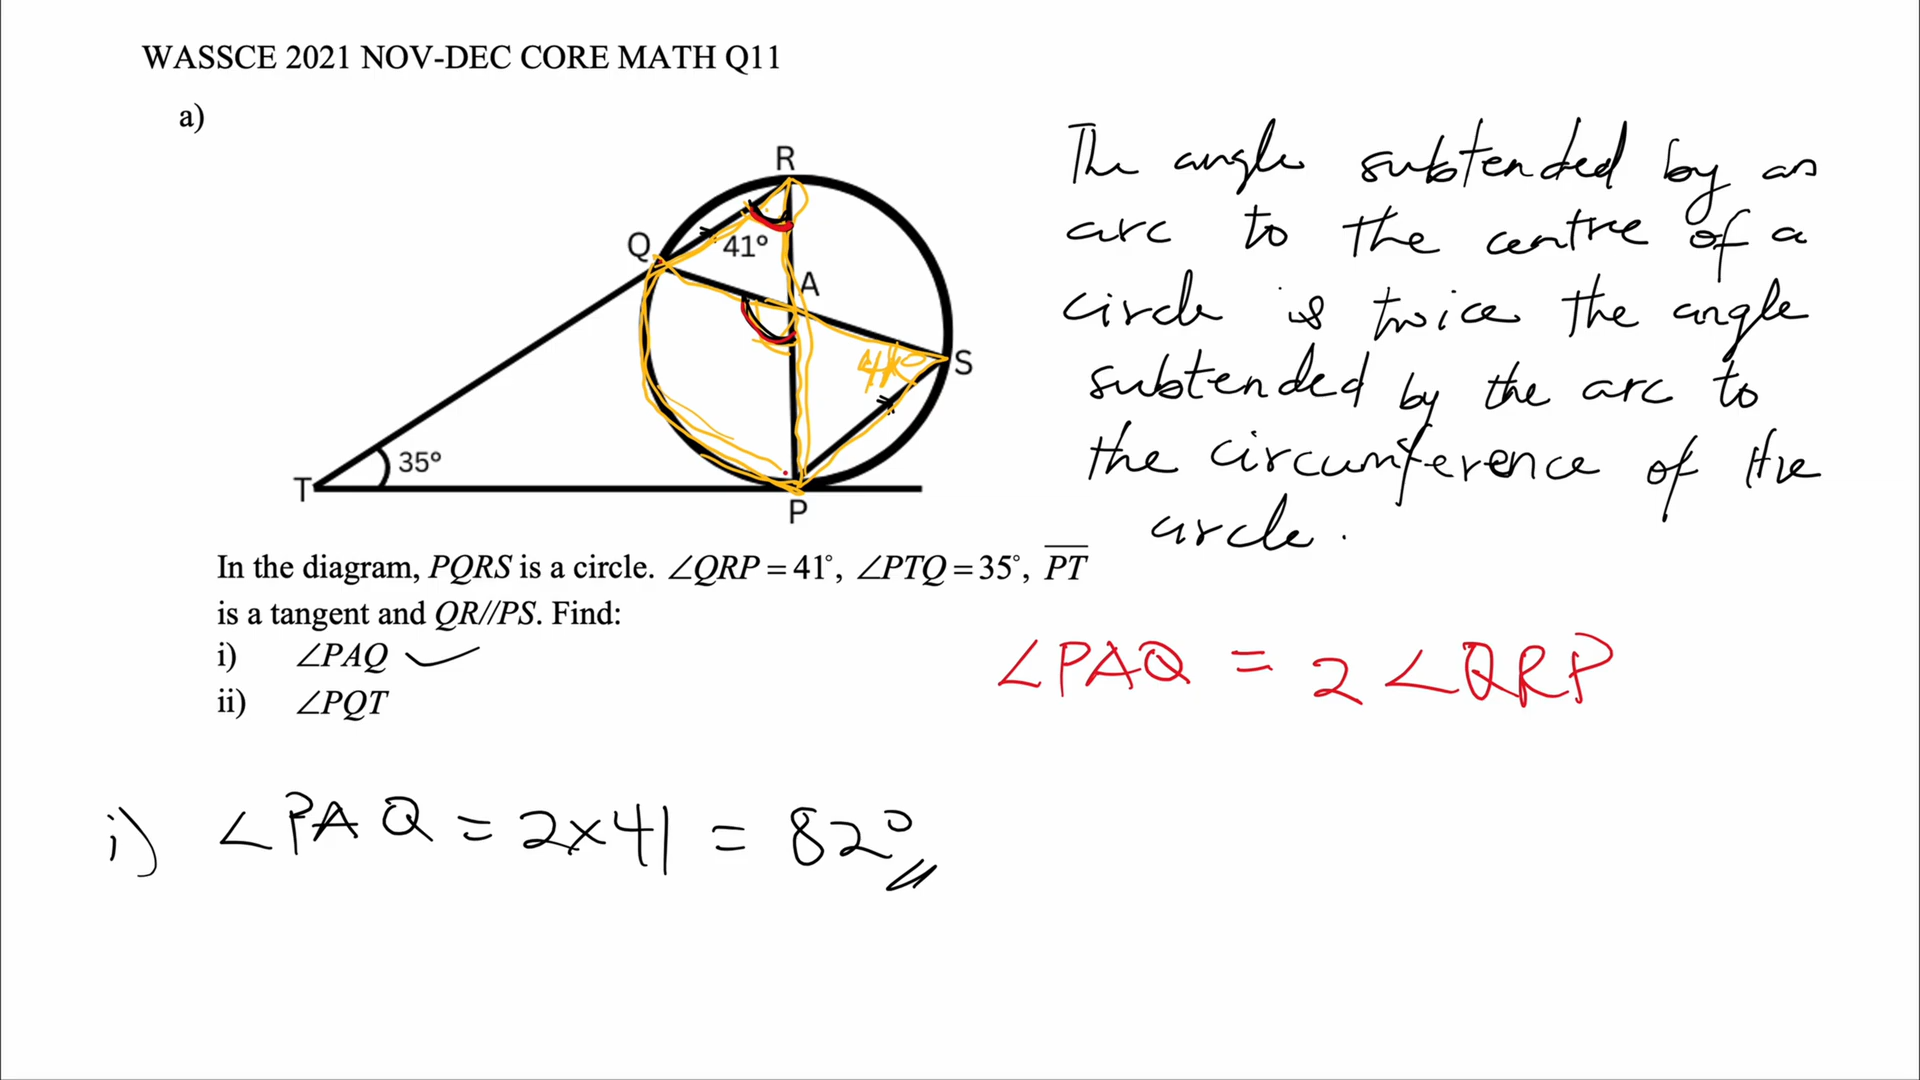 WASSCE 2021 NOV-DEC CORE MATH Q11
a)
R
Q
41°
A
41°
S
35°
T
P
In the diagram, PQRS is a circle. ∠QRP = 41°, ∠PTQ = 35°, P̅T̅
is a tangent and QR//PS. Find:
i) ∠PAQ ✓
ii) ∠PQT
The angle subtended by an
arc to the centre of a
circle is twice the angle
subtended by the arc to
the circumference of the
circle.
∠PAQ = 2 ∠QRP
i) ∠PAQ = 2×41 = 82°